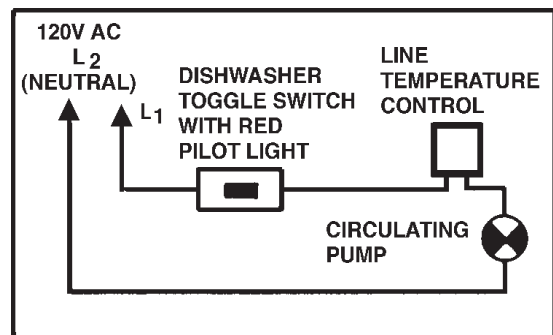 120V AC
L2
(NEUTRAL)
L1
DISHWASHER
TOGGLE SWITCH
WITH RED
PILOT LIGHT
LINE
TEMPERATURE
CONTROL
CIRCULATING
PUMP